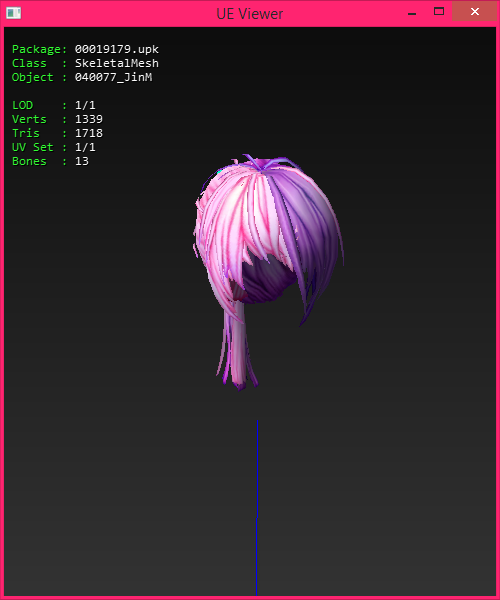 UE Viewer
Package: 00019179.upk
Class  : SkeletalMesh
Object : 040077_JinM
LOD    : 1/1
Verts  : 1339
Tris   : 1718
UV Set : 1/1
Bones  : 13